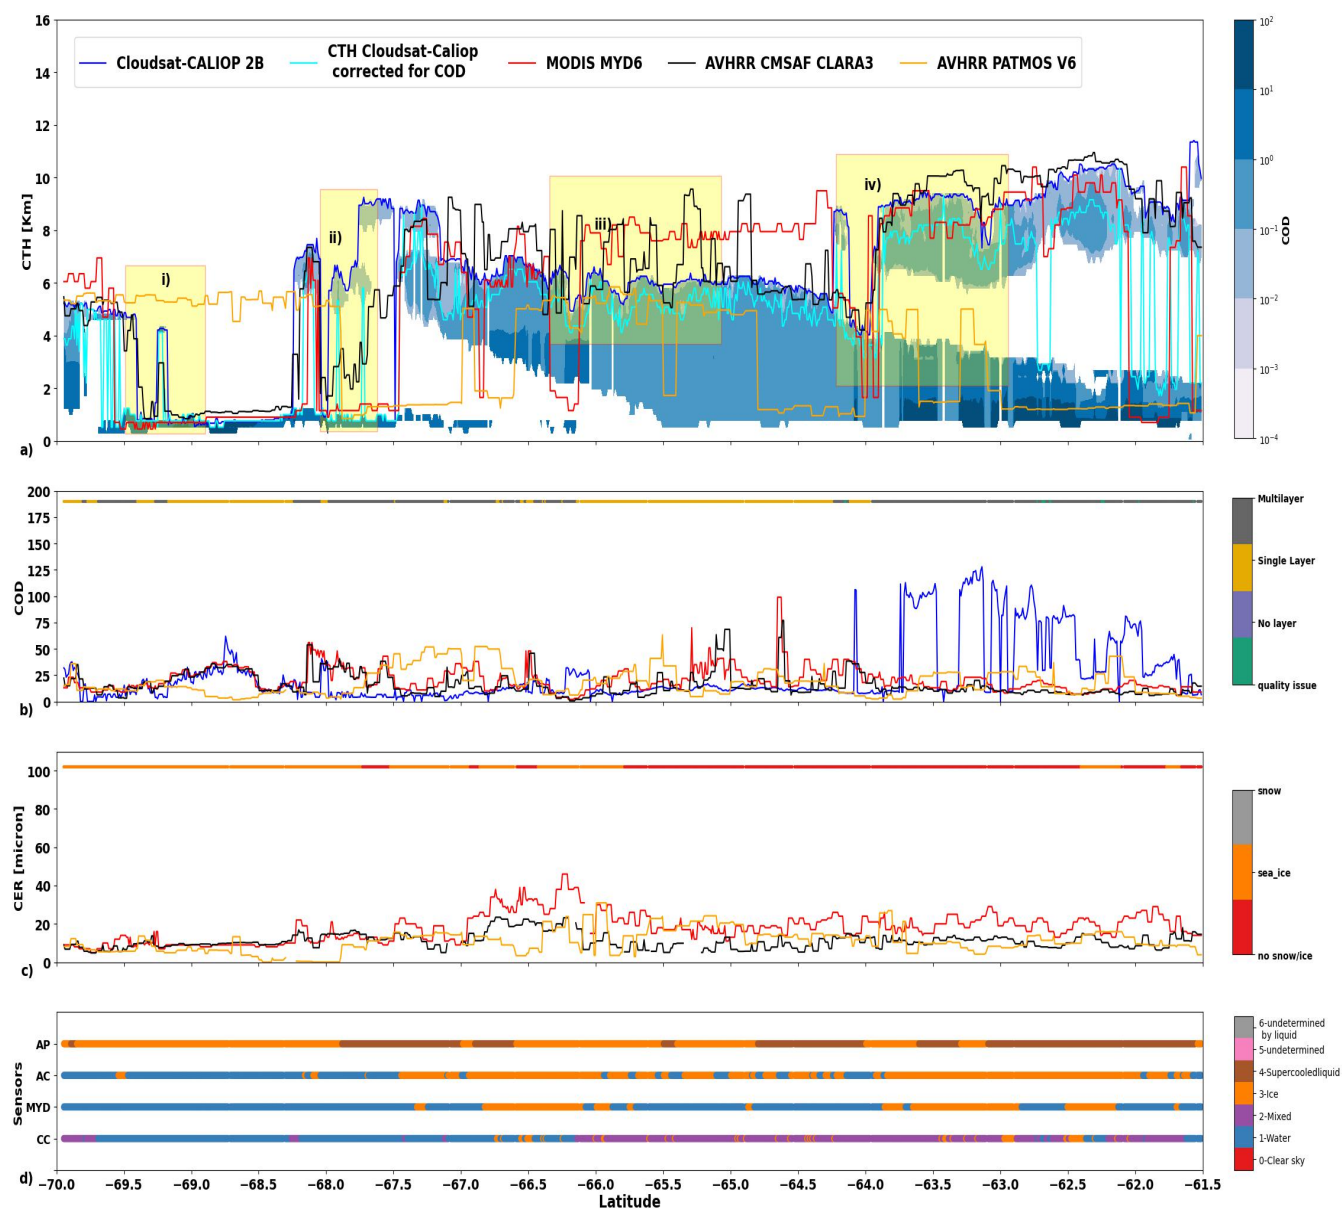 16
14
12
10
8
6
4
2
0
CTH [Km]
a)
Cloudsat-CALIOP 2B
CTH Cloudsat-Caliop
corrected for COD
MODIS MYD6
AVHRR CMSAF CLARA3
AVHRR PATMOS V6
i)
ii)
iii)
iv)
10²
10¹
10⁰
10⁻¹
10⁻²
10⁻³
10⁻⁴
COD
200
175
150
125
100
75
50
25
0
COD
b)
Multilayer
Single Layer
No layer
quality issue
100
80
60
40
20
0
CER [micron]
c)
snow
sea_ice
no snow/ice
AP
AC
MYD
CC
Sensors
d)
6-undetermined
by liquid
5-undetermined
4-Supercooledliquid
3-Ice
2-Mixed
1-Water
0-Clear sky
−70.0 −69.5 −69.0 −68.5 −68.0 −67.5 −67.0 −66.5 −66.0 −65.5 −65.0 −64.5 −64.0 −63.5 −63.0 −62.5 −62.0 −61.5
Latitude